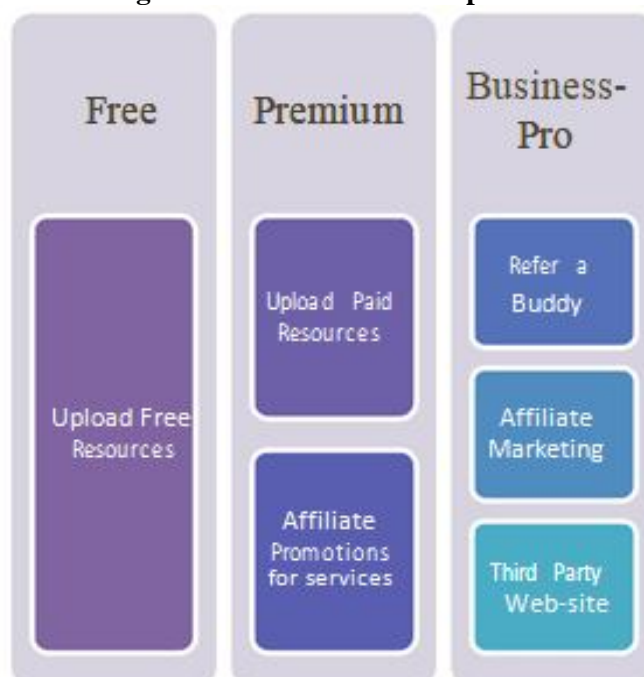 Free
Upload Free
Resources
Premium
Upload Paid
Resources
Affiliate
Promotions
for services
Business-
Pro
Refer a
Buddy
Affiliate
Marketing
Third Party
Web-site